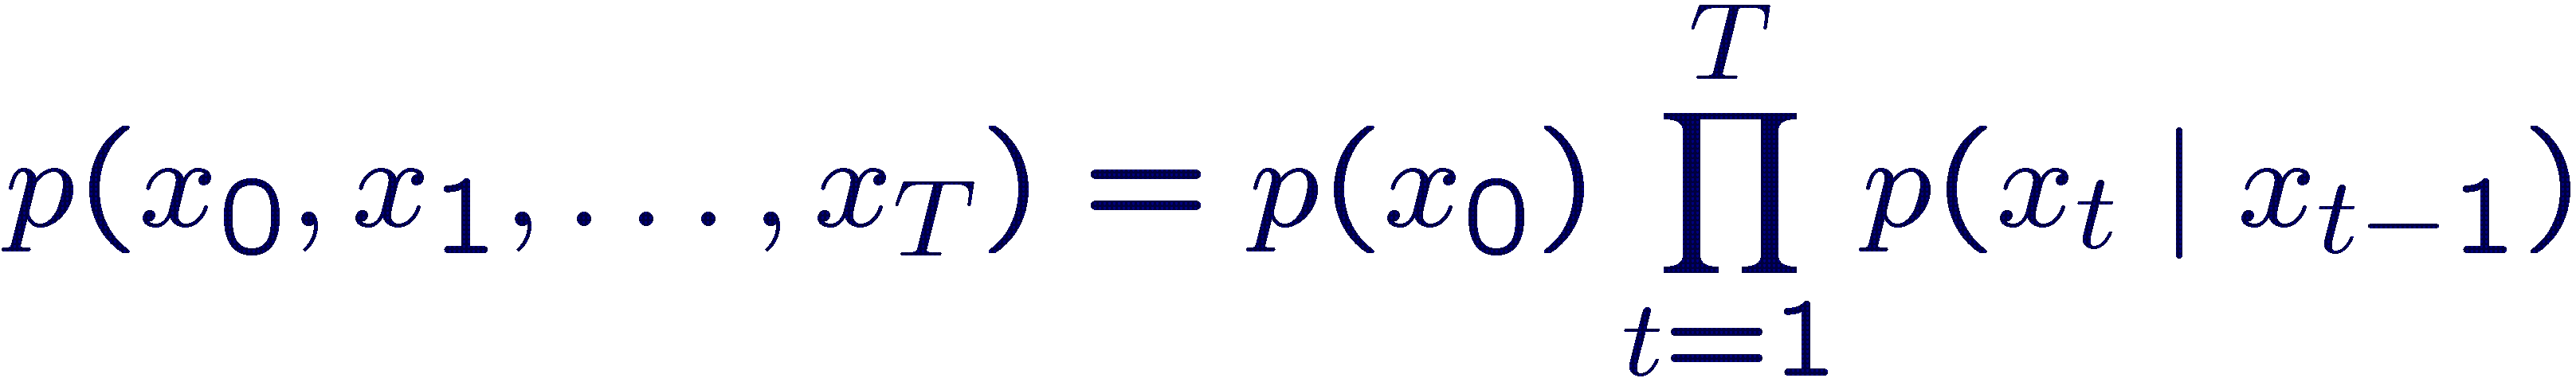 p(x_0, x_1, . . . , x_T) = p(x_0) ∏_{t=1}^{T} p(x_t | x_{t−1})